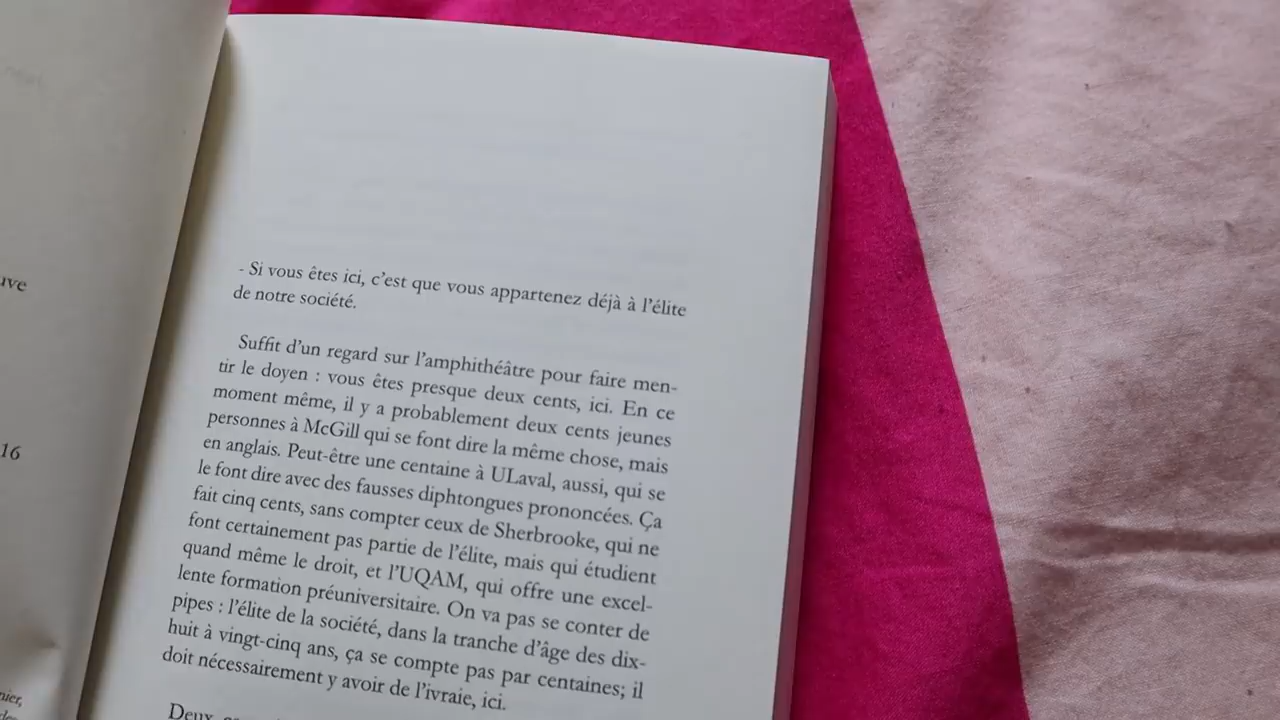 uve
16
nier,
- Si vous êtes ici, c'est que vous appartenez déjà à l'élite
de notre société.
Suffit d'un regard sur l'amphithéâtre pour faire men-
tir le doyen : vous êtes presque deux cents, ici. En ce
moment même, il y a probablement deux cents jeunes
personnes à McGill qui se font dire la même chose, mais
en anglais. Peut-être une centaine à ULaval, aussi, qui se
le font dire avec des fausses diphtongues prononcées. Ça
fait cinq cents, sans compter ceux de Sherbrooke, qui ne
font certainement pas partie de l'élite, mais qui étudient
quand même le droit, et l'UQAM, qui offre une excel-
lente formation préuniversitaire. On va pas se conter de
pipes : l'élite de la société, dans la tranche d'âge des dix-
huit à vingt-cinq ans, ça se compte pas par centaines; il
doit nécessairement y avoir de l'ivraie, ici.
Deux